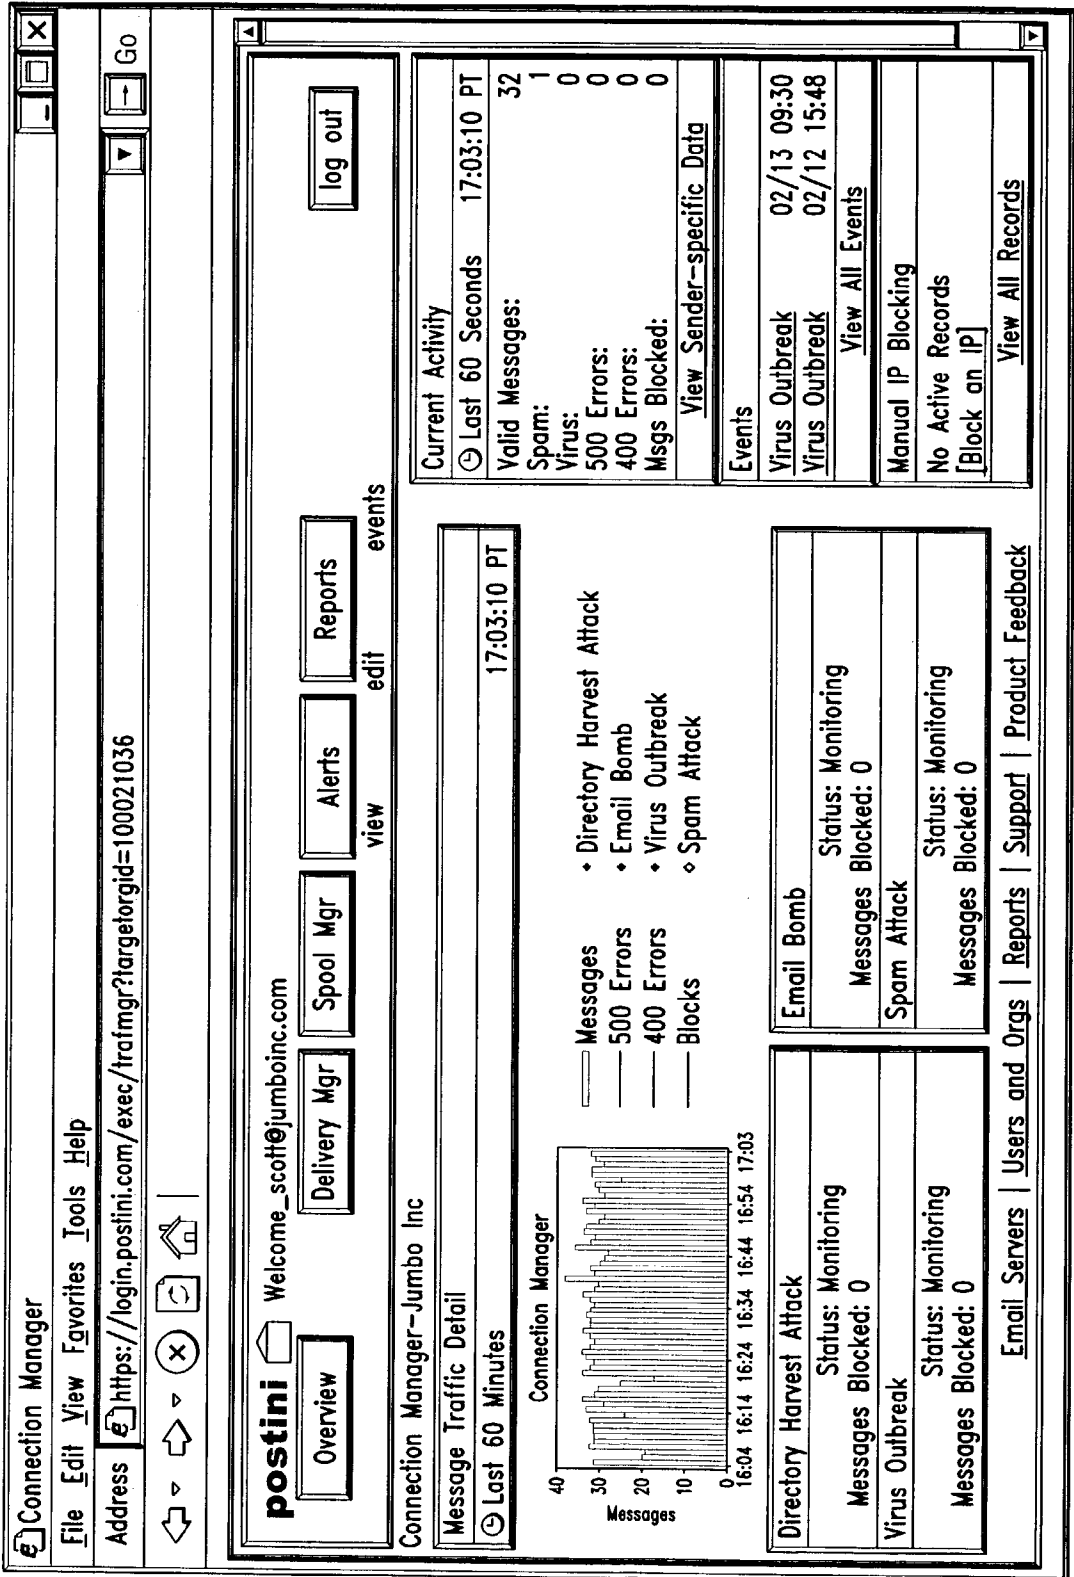 Connection Manager
File Edit View Favorites Tools Help
Address https://login.postini.com/exec/trafmgr?targetorgid=100021036 Go
postini Welcome_scott@jumboinc.com
Overview Delivery Mgr Spool Mgr Alerts Reports log out
view edit events
Connection Manager-Jumbo Inc
Message Traffic Detail
Last 60 Minutes 17:03:10 PT
Connection Manager
40
30
20
10
0
Messages
16:04 16:14 16:24 16:34 16:44 16:54 17:03
Messages
500 Errors
400 Errors
Blocks
Directory Harvest Attack
Email Bomb
Virus Outbreak
Spam Attack
Directory Harvest Attack
Status: Monitoring
Messages Blocked: 0
Virus Outbreak
Status: Monitoring
Messages Blocked: 0
Email Bomb
Status: Monitoring
Messages Blocked: 0
Spam Attack
Status: Monitoring
Messages Blocked: 0
Current Activity
Last 60 Seconds 17:03:10 PT
Valid Messages: 32
Spam: 1
Virus: 0
500 Errors: 0
400 Errors: 0
Msgs Blocked: 0
View Sender-specific Data
Events
Virus Outbreak 02/13 09:30
Virus Outbreak 02/12 15:48
View All Events
Manual IP Blocking
No Active Records
[Block an IP]
View All Records
Email Servers | Users and Orgs | Reports | Support | Product Feedback